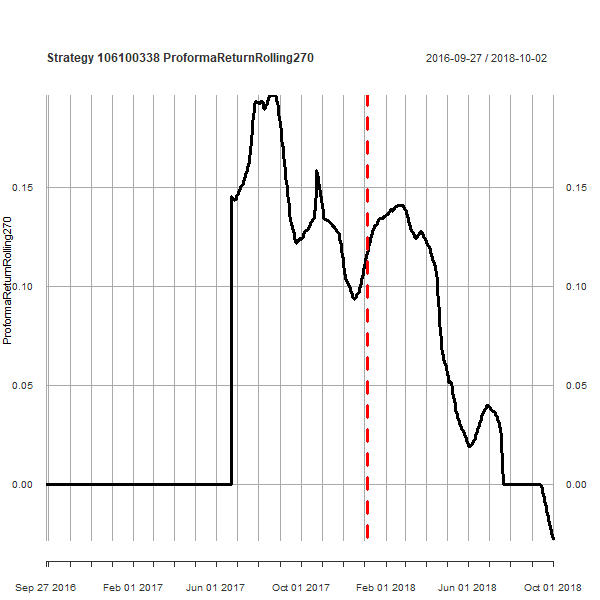 Strategy 106100338 ProformaReturnRolling270
2016-09-27 / 2018-10-02
ProformaReturnRolling270
0.15
0.15
0.10
0.10
0.05
0.05
0.00
0.00
Sep 27 2016
Feb 01 2017
Jun 01 2017
Oct 01 2017
Feb 01 2018
Jun 01 2018
Oct 01 2018